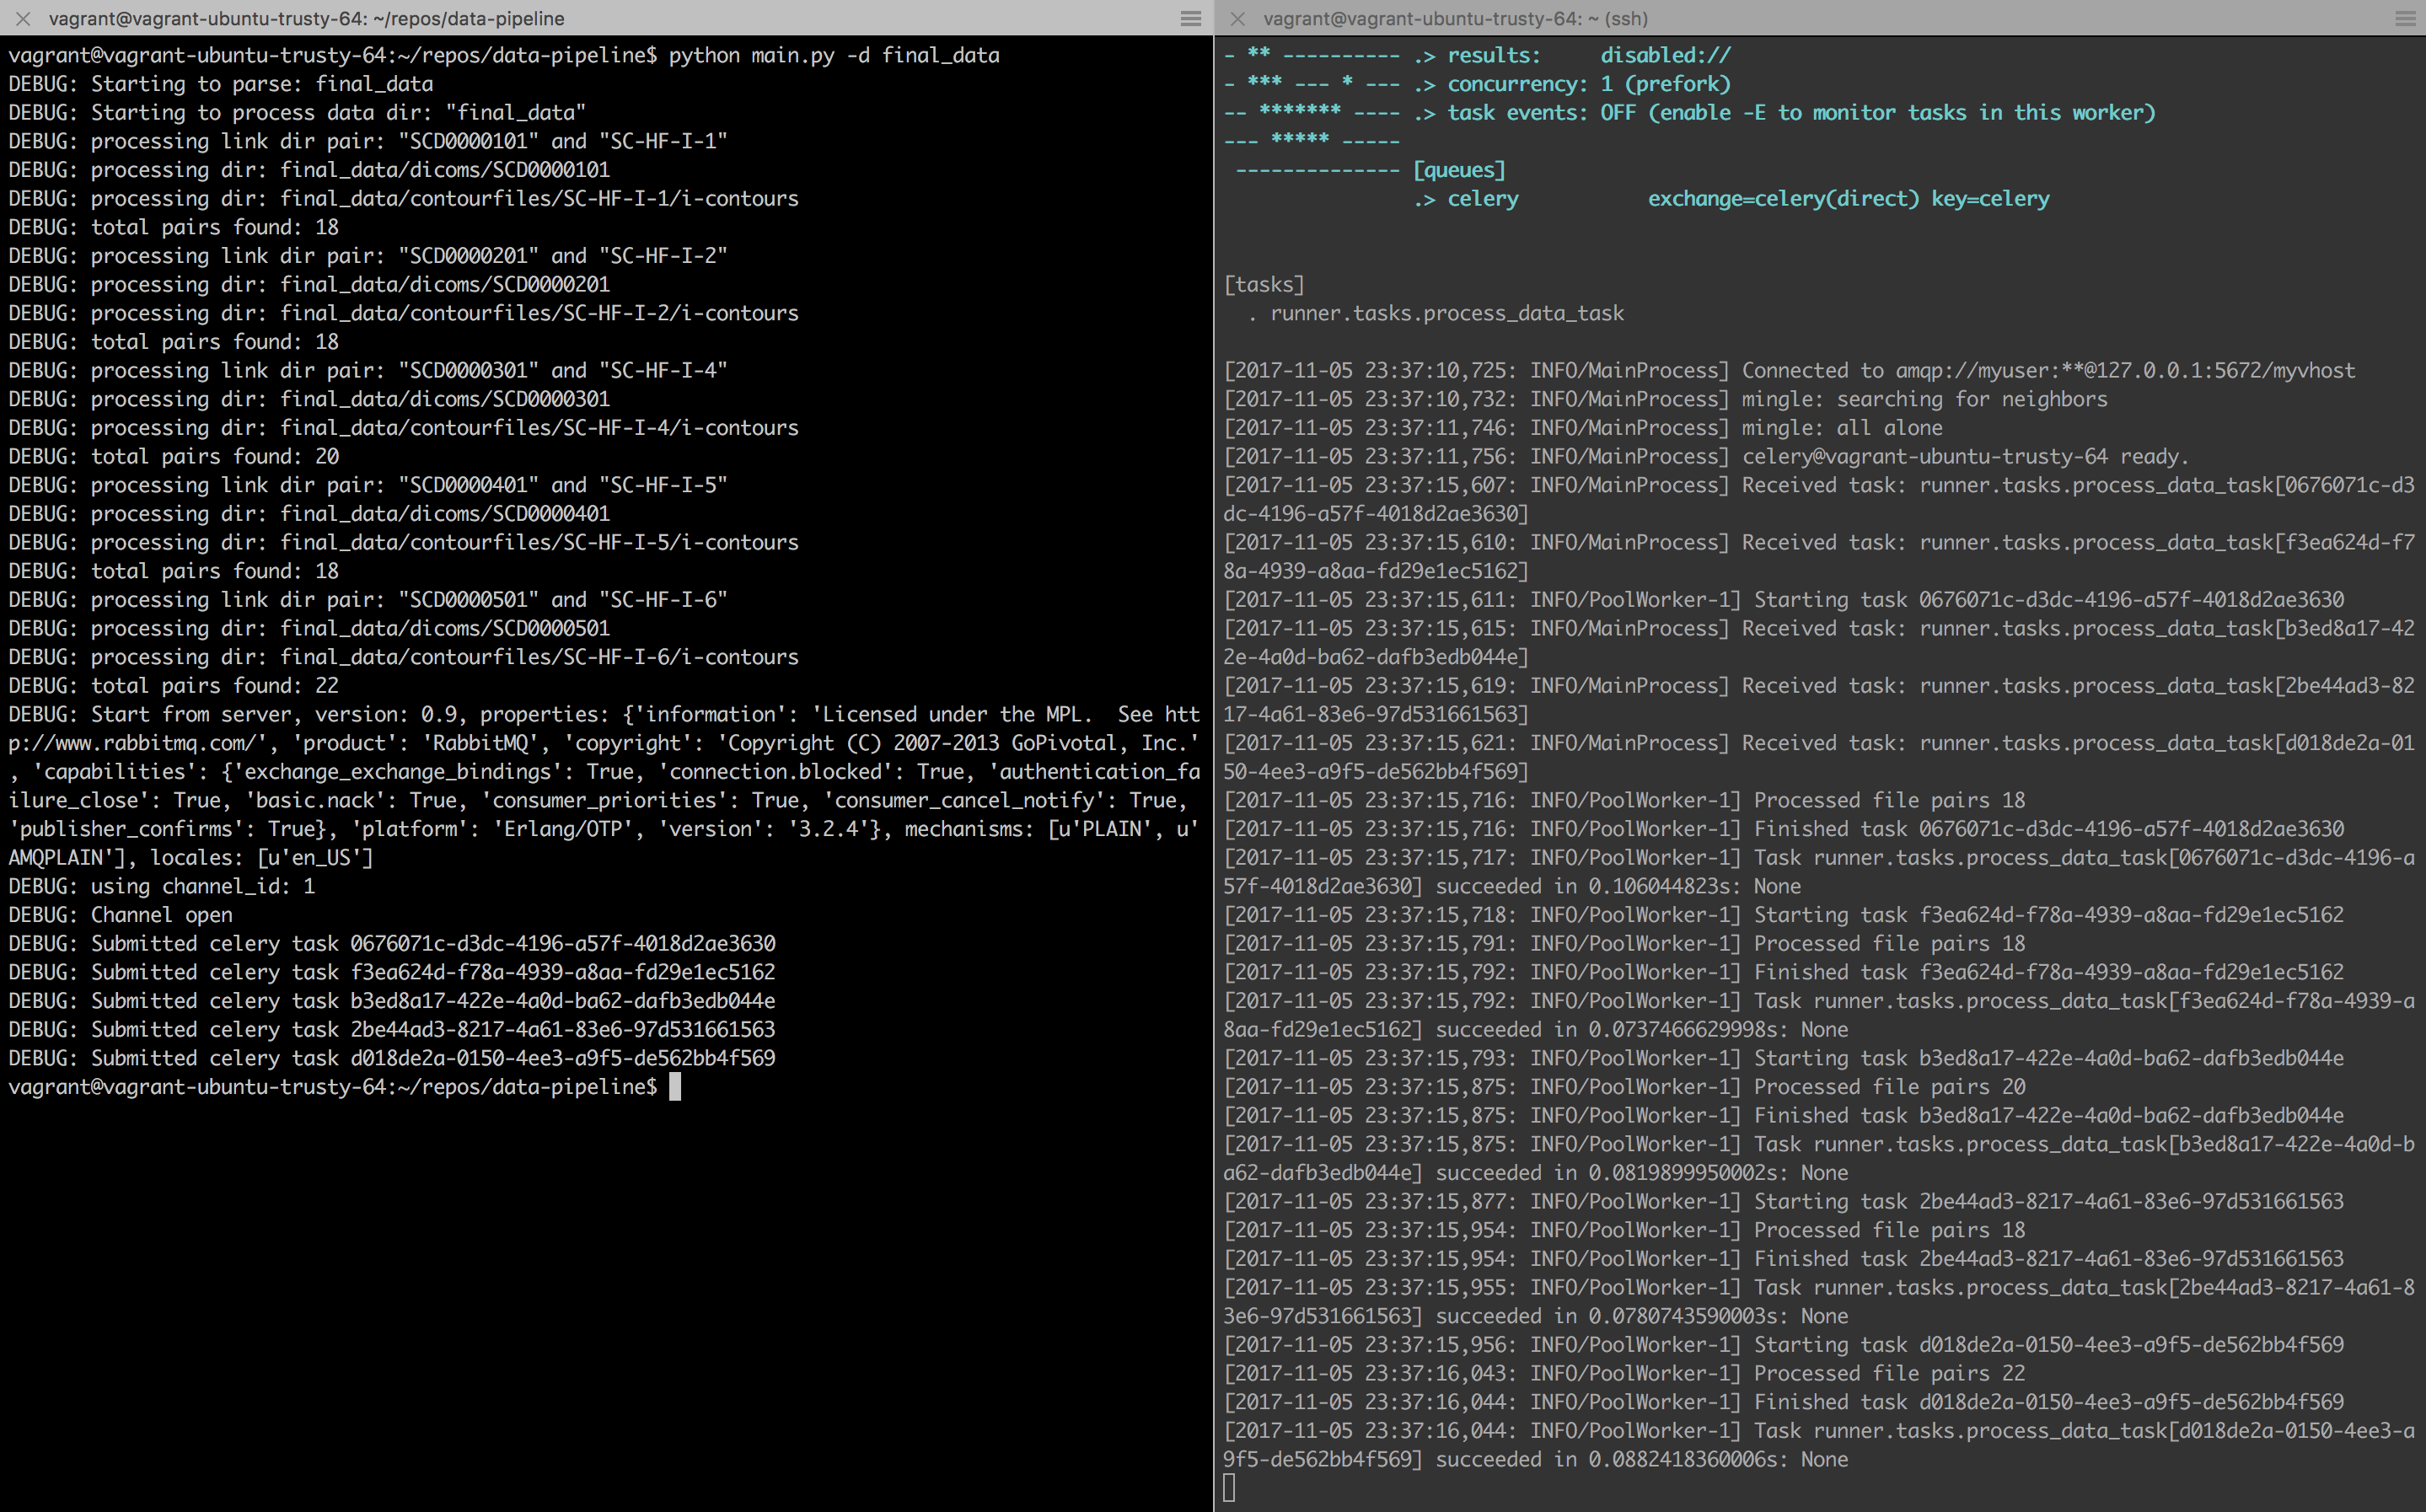 vagrant@vagrant-ubuntu-trusty-64: ~/repos/data-pipeline
vagrant@vagrant-ubuntu-trusty-64:~/repos/data-pipeline$ python main.py -d final_data
DEBUG: Starting to parse: final_data
DEBUG: Starting to process data dir: "final_data"
DEBUG: processing link dir pair: "SCD0000101" and "SC-HF-I-1"
DEBUG: processing dir: final_data/dicoms/SCD0000101
DEBUG: processing dir: final_data/contourfiles/SC-HF-I-1/i-contours
DEBUG: total pairs found: 18
DEBUG: processing link dir pair: "SCD0000201" and "SC-HF-I-2"
DEBUG: processing dir: final_data/dicoms/SCD0000201
DEBUG: processing dir: final_data/contourfiles/SC-HF-I-2/i-contours
DEBUG: total pairs found: 18
DEBUG: processing link dir pair: "SCD0000301" and "SC-HF-I-4"
DEBUG: processing dir: final_data/dicoms/SCD0000301
DEBUG: processing dir: final_data/contourfiles/SC-HF-I-4/i-contours
DEBUG: total pairs found: 20
DEBUG: processing link dir pair: "SCD0000401" and "SC-HF-I-5"
DEBUG: processing dir: final_data/dicoms/SCD0000401
DEBUG: processing dir: final_data/contourfiles/SC-HF-I-5/i-contours
DEBUG: total pairs found: 18
DEBUG: processing link dir pair: "SCD0000501" and "SC-HF-I-6"
DEBUG: processing dir: final_data/dicoms/SCD0000501
DEBUG: processing dir: final_data/contourfiles/SC-HF-I-6/i-contours
DEBUG: total pairs found: 22
DEBUG: Start from server, version: 0.9, properties: {'information': 'Licensed under the MPL.  See htt
p://www.rabbitmq.com/', 'product': 'RabbitMQ', 'copyright': 'Copyright (C) 2007-2013 GoPivotal, Inc.'
, 'capabilities': {'exchange_exchange_bindings': True, 'connection.blocked': True, 'authentication_fa
ilure_close': True, 'basic.nack': True, 'consumer_priorities': True, 'consumer_cancel_notify': True,
'publisher_confirms': True}, 'platform': 'Erlang/OTP', 'version': '3.2.4'}, mechanisms: [u'PLAIN', u'
AMQPLAIN'], locales: [u'en_US']
DEBUG: using channel_id: 1
DEBUG: Channel open
DEBUG: Submitted celery task 0676071c-d3dc-4196-a57f-4018d2ae3630
DEBUG: Submitted celery task f3ea624d-f78a-4939-a8aa-fd29e1ec5162
DEBUG: Submitted celery task b3ed8a17-422e-4a0d-ba62-dafb3edb044e
DEBUG: Submitted celery task 2be44ad3-8217-4a61-83e6-97d531661563
DEBUG: Submitted celery task d018de2a-0150-4ee3-a9f5-de562bb4f569
vagrant@vagrant-ubuntu-trusty-64:~/repos/data-pipeline$
vagrant@vagrant-ubuntu-trusty-64: ~ (ssh)
- ** ---------- .> results:     disabled://
- *** --- * --- .> concurrency: 1 (prefork)
-- ******* ---- .> task events: OFF (enable -E to monitor tasks in this worker)
--- ***** -----
 -------------- [queues]
                .> celery           exchange=celery(direct) key=celery
[tasks]
  . runner.tasks.process_data_task
[2017-11-05 23:37:10,725: INFO/MainProcess] Connected to amqp://myuser:**@127.0.0.1:5672/myvhost
[2017-11-05 23:37:10,732: INFO/MainProcess] mingle: searching for neighbors
[2017-11-05 23:37:11,746: INFO/MainProcess] mingle: all alone
[2017-11-05 23:37:11,756: INFO/MainProcess] celery@vagrant-ubuntu-trusty-64 ready.
[2017-11-05 23:37:15,607: INFO/MainProcess] Received task: runner.tasks.process_data_task[0676071c-d3
dc-4196-a57f-4018d2ae3630]
[2017-11-05 23:37:15,610: INFO/MainProcess] Received task: runner.tasks.process_data_task[f3ea624d-f7
8a-4939-a8aa-fd29e1ec5162]
[2017-11-05 23:37:15,611: INFO/PoolWorker-1] Starting task 0676071c-d3dc-4196-a57f-4018d2ae3630
[2017-11-05 23:37:15,615: INFO/MainProcess] Received task: runner.tasks.process_data_task[b3ed8a17-42
2e-4a0d-ba62-dafb3edb044e]
[2017-11-05 23:37:15,619: INFO/MainProcess] Received task: runner.tasks.process_data_task[2be44ad3-82
17-4a61-83e6-97d531661563]
[2017-11-05 23:37:15,621: INFO/MainProcess] Received task: runner.tasks.process_data_task[d018de2a-01
50-4ee3-a9f5-de562bb4f569]
[2017-11-05 23:37:15,716: INFO/PoolWorker-1] Processed file pairs 18
[2017-11-05 23:37:15,716: INFO/PoolWorker-1] Finished task 0676071c-d3dc-4196-a57f-4018d2ae3630
[2017-11-05 23:37:15,717: INFO/PoolWorker-1] Task runner.tasks.process_data_task[0676071c-d3dc-4196-a
57f-4018d2ae3630] succeeded in 0.106044823s: None
[2017-11-05 23:37:15,718: INFO/PoolWorker-1] Starting task f3ea624d-f78a-4939-a8aa-fd29e1ec5162
[2017-11-05 23:37:15,791: INFO/PoolWorker-1] Processed file pairs 18
[2017-11-05 23:37:15,792: INFO/PoolWorker-1] Finished task f3ea624d-f78a-4939-a8aa-fd29e1ec5162
[2017-11-05 23:37:15,792: INFO/PoolWorker-1] Task runner.tasks.process_data_task[f3ea624d-f78a-4939-a
8aa-fd29e1ec5162] succeeded in 0.0737466629998s: None
[2017-11-05 23:37:15,793: INFO/PoolWorker-1] Starting task b3ed8a17-422e-4a0d-ba62-dafb3edb044e
[2017-11-05 23:37:15,875: INFO/PoolWorker-1] Processed file pairs 20
[2017-11-05 23:37:15,875: INFO/PoolWorker-1] Finished task b3ed8a17-422e-4a0d-ba62-dafb3edb044e
[2017-11-05 23:37:15,875: INFO/PoolWorker-1] Task runner.tasks.process_data_task[b3ed8a17-422e-4a0d-b
a62-dafb3edb044e] succeeded in 0.0819899950002s: None
[2017-11-05 23:37:15,877: INFO/PoolWorker-1] Starting task 2be44ad3-8217-4a61-83e6-97d531661563
[2017-11-05 23:37:15,954: INFO/PoolWorker-1] Processed file pairs 18
[2017-11-05 23:37:15,954: INFO/PoolWorker-1] Finished task 2be44ad3-8217-4a61-83e6-97d531661563
[2017-11-05 23:37:15,955: INFO/PoolWorker-1] Task runner.tasks.process_data_task[2be44ad3-8217-4a61-8
3e6-97d531661563] succeeded in 0.0780743590003s: None
[2017-11-05 23:37:15,956: INFO/PoolWorker-1] Starting task d018de2a-0150-4ee3-a9f5-de562bb4f569
[2017-11-05 23:37:16,043: INFO/PoolWorker-1] Processed file pairs 22
[2017-11-05 23:37:16,044: INFO/PoolWorker-1] Finished task d018de2a-0150-4ee3-a9f5-de562bb4f569
[2017-11-05 23:37:16,044: INFO/PoolWorker-1] Task runner.tasks.process_data_task[d018de2a-0150-4ee3-a
9f5-de562bb4f569] succeeded in 0.0882418360006s: None